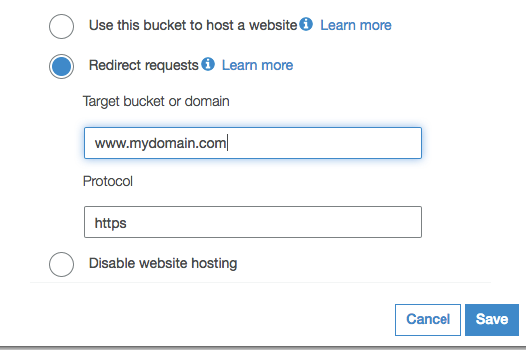 Use this bucket to host a website Learn more
Redirect requests Learn more
Target bucket or domain
www.mydomain.com
Protocol
https
Disable website hosting
Cancel Save